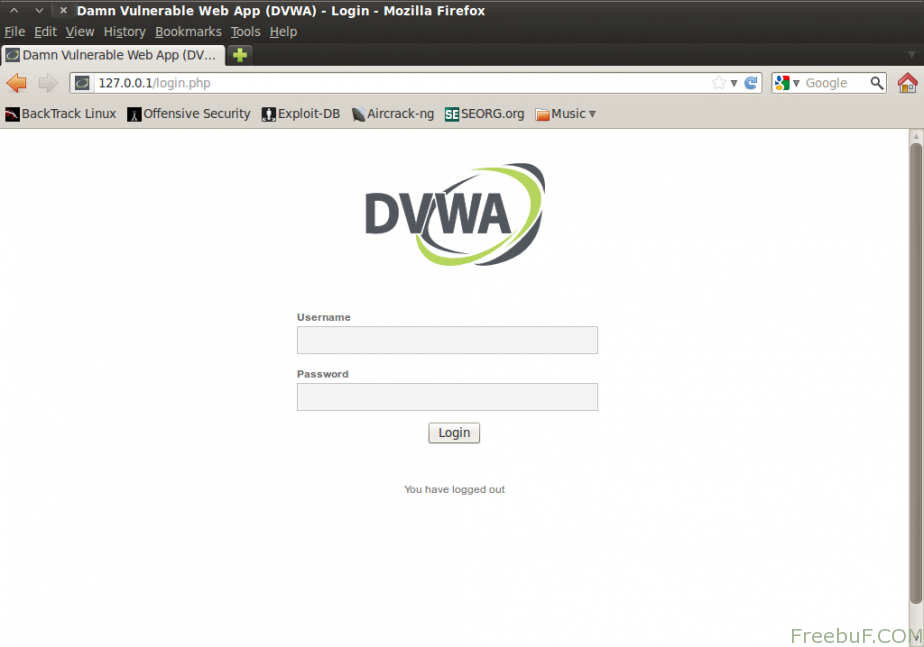 Damn Vulnerable Web App (DVWA) - Login - Mozilla Firefox
File Edit View History Bookmarks Tools Help
Damn Vulnerable Web App (DV...
127.0.0.1/login.php
Google
BackTrack Linux Offensive Security Exploit-DB Aircrack-ng SE SEORG.org Music
DVWA
Username
Password
Login
You have logged out
FreebuF.COM